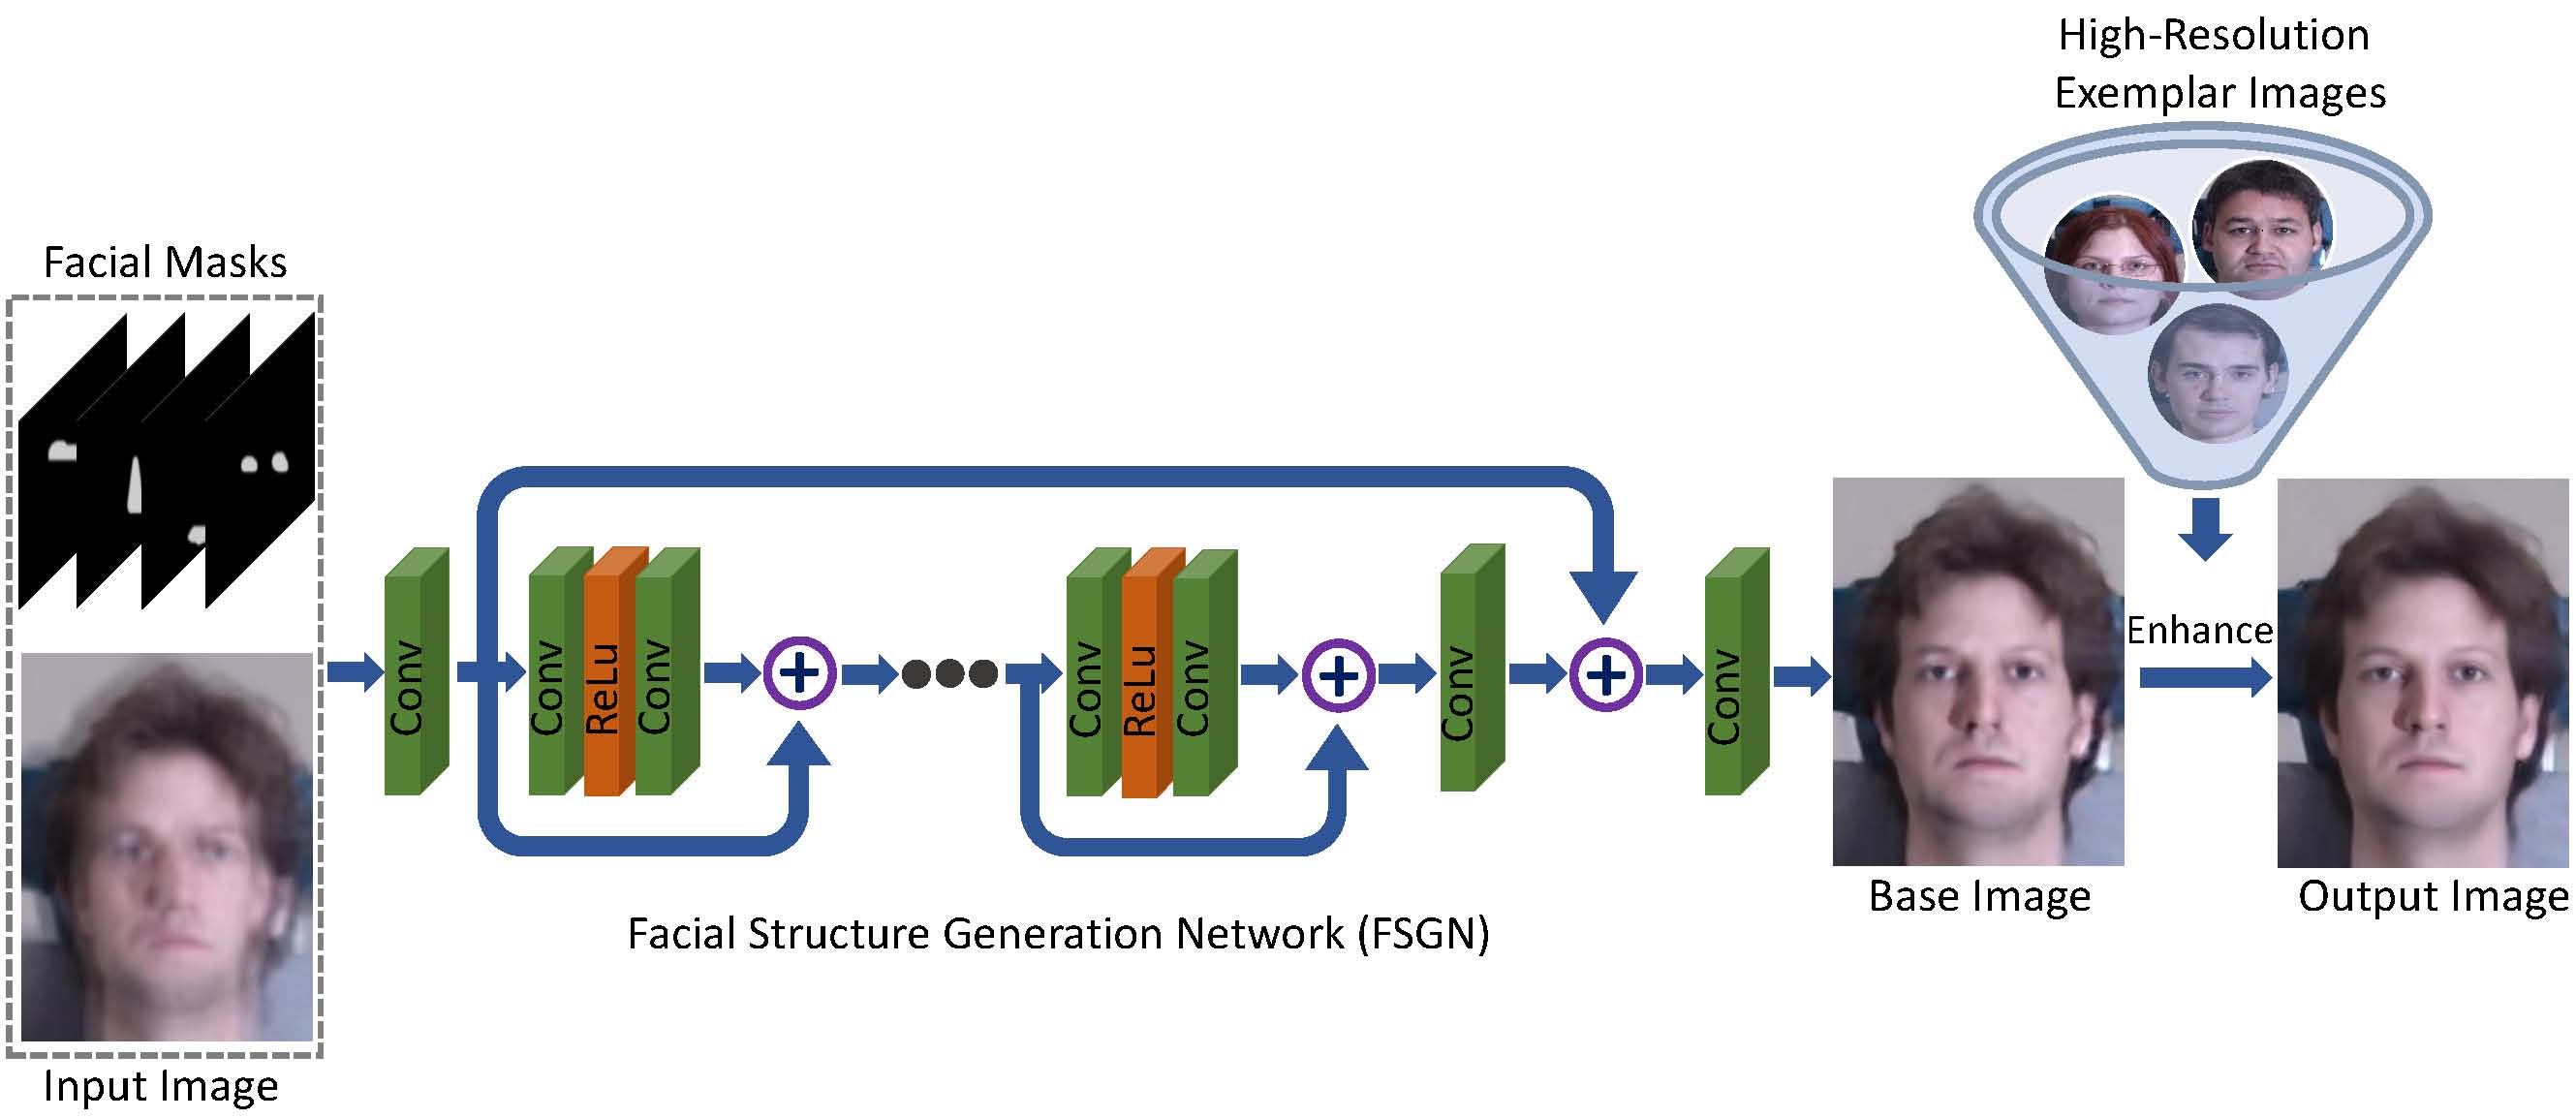 High-Resolution
Exemplar Images
Facial Masks
Input Image
Conv
Conv
ReLu
Conv
+
Conv
ReLu
Conv
+
Conv
+
Conv
Facial Structure Generation Network (FSGN)
Base Image
Enhance
Output Image